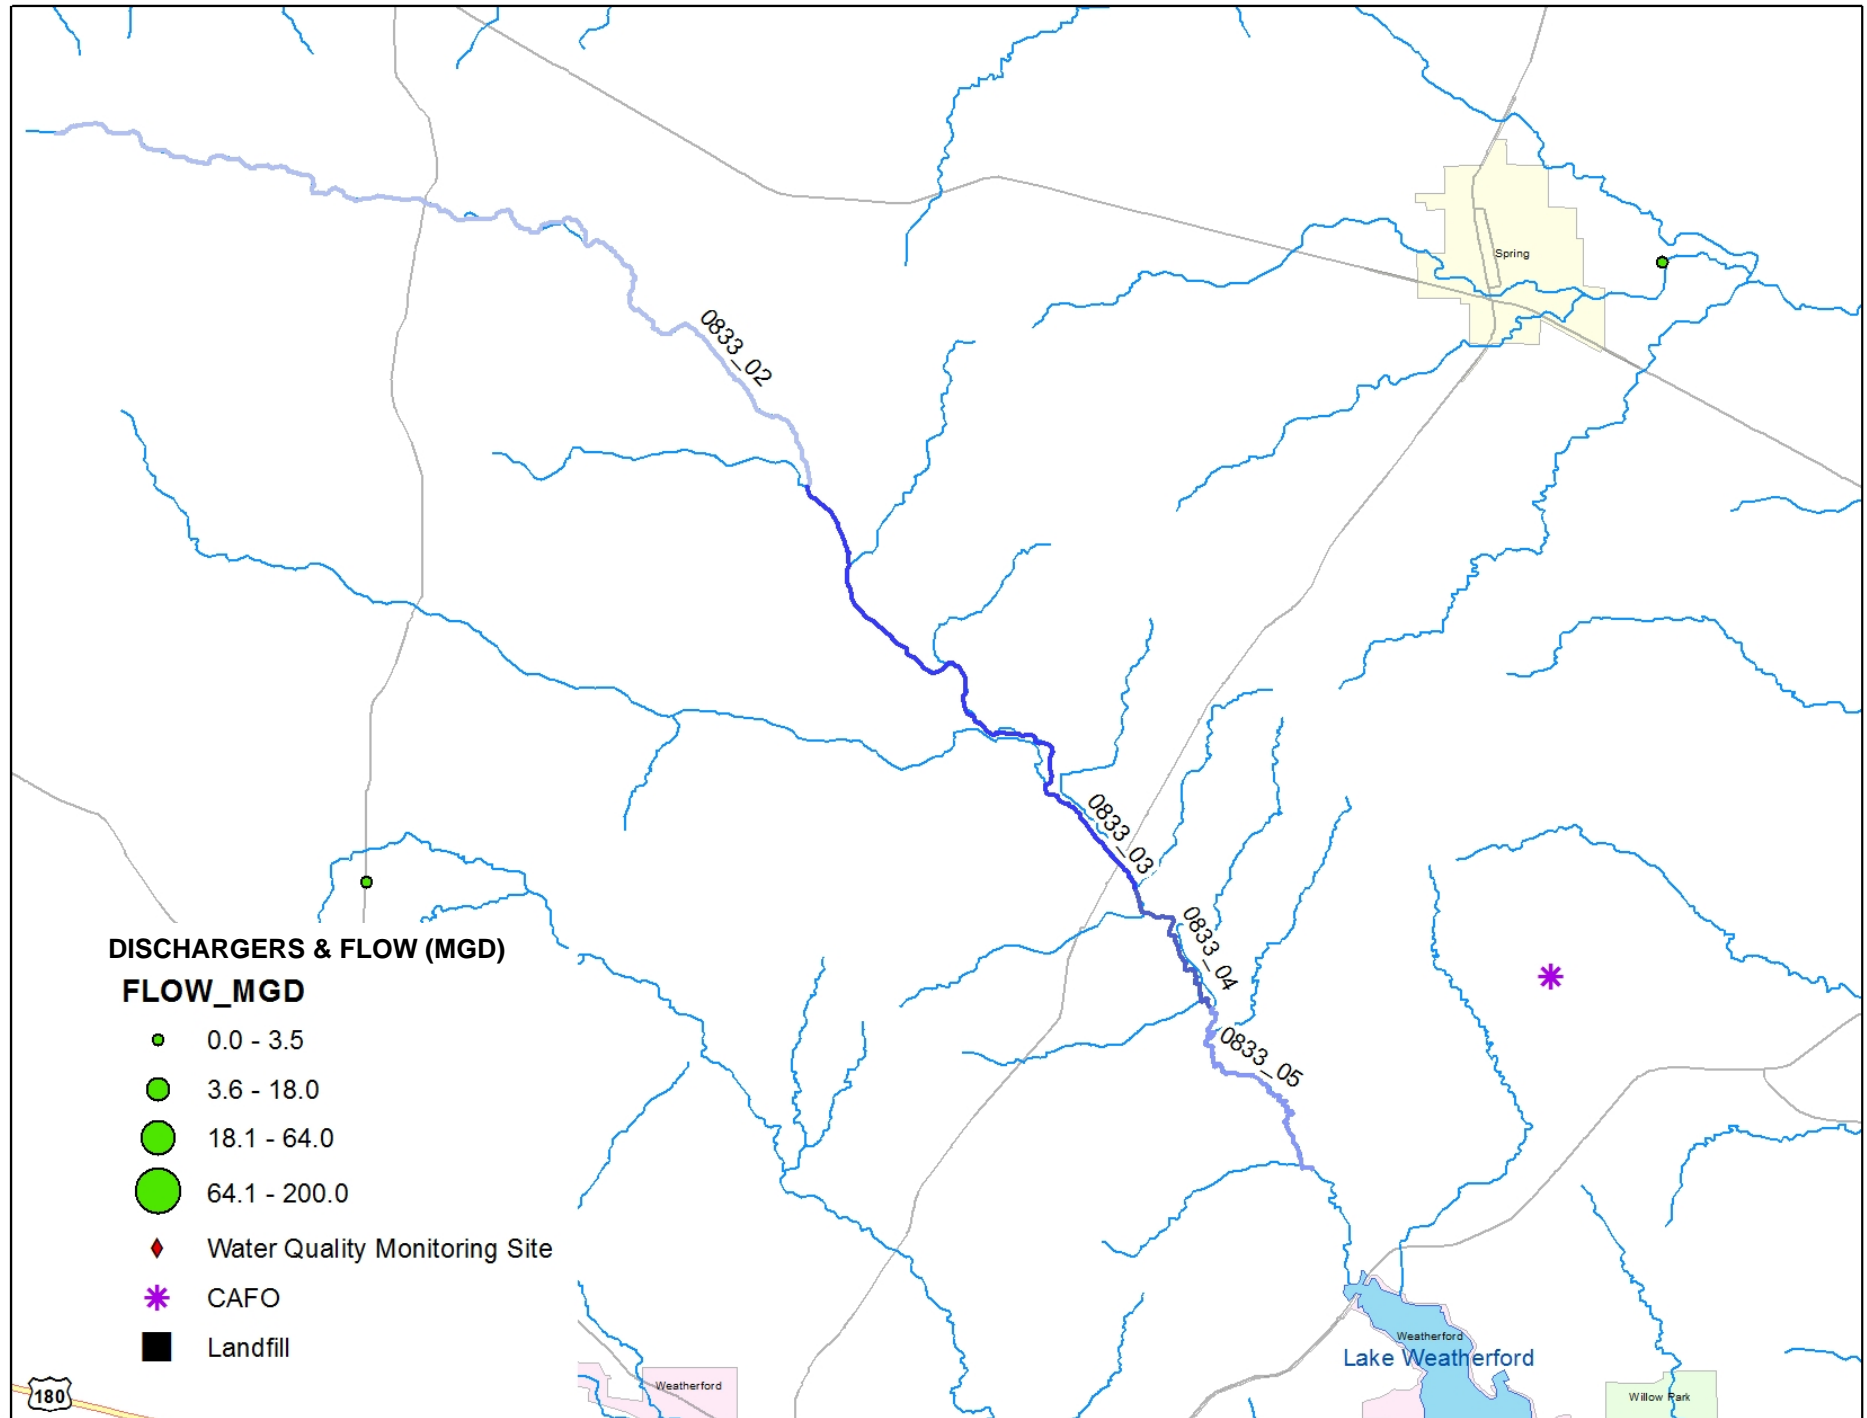 Spring
0833_02
0833_03
0833_04
0833_05
DISCHARGERS & FLOW (MGD)
FLOW_MGD
0.0 - 3.5
3.6 - 18.0
18.1 - 64.0
64.1 - 200.0
Water Quality Monitoring Site
CAFO
Landfill
Weatherford
Lake Weatherford
Weatherford
Willow Park
180